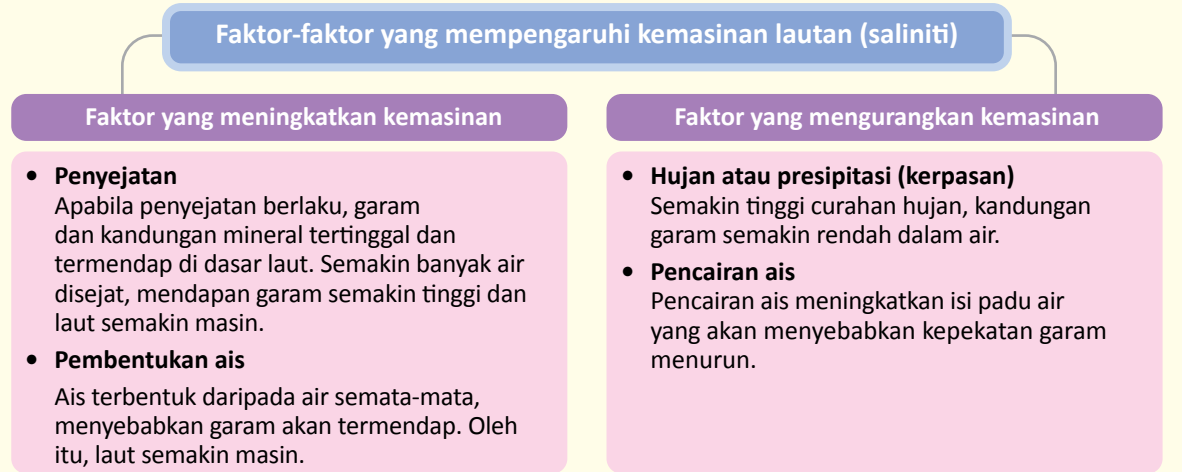 Faktor-faktor yang mempengaruhi kemasinan lautan (saliniti)
Faktor yang meningkatkan kemasinan
• Penyejatan
Apabila penyejatan berlaku, garam
dan kandungan mineral tertinggal dan
termendap di dasar laut. Semakin banyak air
disejat, mendapan garam semakin tinggi dan
laut semakin masin.
• Pembentukan ais
Ais terbentuk daripada air semata-mata,
menyebabkan garam akan termendap. Oleh
itu, laut semakin masin.
Faktor yang mengurangkan kemasinan
• Hujan atau presipitasi (kerpasan)
Semakin tinggi curahan hujan, kandungan
garam semakin rendah dalam air.
• Pencairan ais
Pencairan ais meningkatkan isi padu air
yang akan menyebabkan kepekatan garam
menurun.